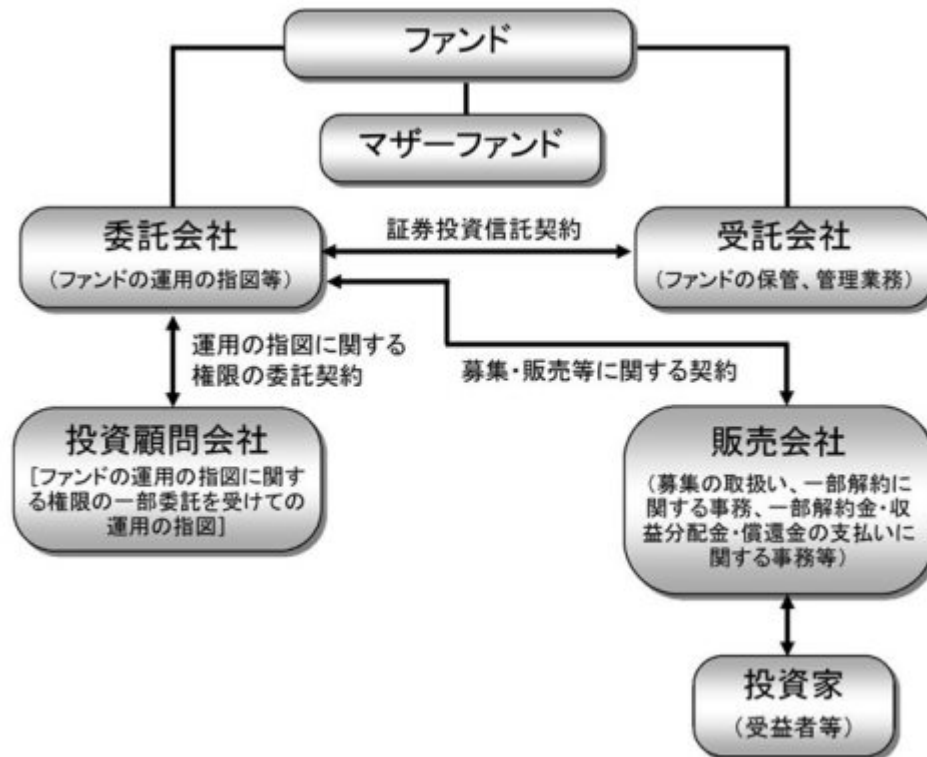 ファンド
マザーファンド
委託会社
(ファンドの運用の指図等)
証券投資信託契約
受託会社
(ファンドの保管、管理業務)
運用の指図に関する
権限の委託契約
募集・販売等に関する契約
投資顧問会社
[ファンドの運用の指図に関す
る権限の一部委託を受けての
運用の指図]
販売会社
(募集の取扱い、一部解約に
関する事務、一部解約金・収
益分配金・償還金の支払いに
関する事務等)
投資家
(受益者等)